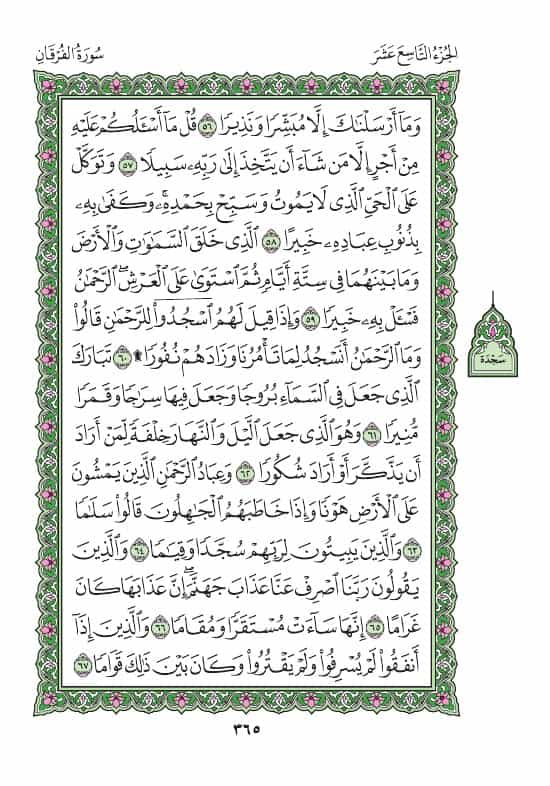 الجُزْءُ التَّاسِعَ عَشَرَ
سُورَةُ الفُرْقَانِ
وَمَآ أَرْسَلْنَٰكَ إِلَّا مُبَشِّرًا وَنَذِيرًا ٥٦ قُلْ مَآ أَسْـَٔلُكُمْ عَلَيْهِ
مِنْ أَجْرٍ إِلَّا مَن شَآءَ أَن يَتَّخِذَ إِلَىٰ رَبِّهِۦ سَبِيلًا ٥٧ وَتَوَكَّلْ
عَلَى ٱلْحَىِّ ٱلَّذِى لَا يَمُوتُ وَسَبِّحْ بِحَمْدِهِۦۚ وَكَفَىٰ بِهِۦ
بِذُنُوبِ عِبَادِهِۦ خَبِيرًا ٥٨ ٱلَّذِى خَلَقَ ٱلسَّمَٰوَٰتِ وَٱلْأَرْضَ
وَمَا بَيْنَهُمَا فِى سِتَّةِ أَيَّامٍ ثُمَّ ٱسْتَوَىٰ عَلَى ٱلْعَرْشِۖ ٱلرَّحْمَٰنُ
فَسْـَٔلْ بِهِۦ خَبِيرًا ٥٩ وَإِذَا قِيلَ لَهُمُ ٱسْجُدُوا۟ لِلرَّحْمَٰنِ قَالُوا۟
وَمَا ٱلرَّحْمَٰنُ أَنَسْجُدُ لِمَا تَأْمُرُنَا وَزَادَهُمْ نُفُورًا ۩ ٦٠ تَبَارَكَ
ٱلَّذِى جَعَلَ فِى ٱلسَّمَآءِ بُرُوجًا وَجَعَلَ فِيهَا سِرَٰجًا وَقَمَرًا
مُّنِيرًا ٦١ وَهُوَ ٱلَّذِى جَعَلَ ٱلَّيْلَ وَٱلنَّهَارَ خِلْفَةً لِّمَنْ أَرَادَ
أَن يَذَّكَّرَ أَوْ أَرَادَ شُكُورًا ٦٢ وَعِبَادُ ٱلرَّحْمَٰنِ ٱلَّذِينَ يَمْشُونَ
عَلَى ٱلْأَرْضِ هَوْنًا وَإِذَا خَاطَبَهُمُ ٱلْجَٰهِلُونَ قَالُوا۟ سَلَٰمًا
٦٣ وَٱلَّذِينَ يَبِيتُونَ لِرَبِّهِمْ سُجَّدًا وَقِيَٰمًا ٦٤ وَٱلَّذِينَ
يَقُولُونَ رَبَّنَا ٱصْرِفْ عَنَّا عَذَابَ جَهَنَّمَۖ إِنَّ عَذَابَهَا كَانَ
غَرَامًا ٦٥ إِنَّهَا سَآءَتْ مُسْتَقَرًّا وَمُقَامًا ٦٦ وَٱلَّذِينَ إِذَآ
أَنفَقُوا۟ لَمْ يُسْرِفُوا۟ وَلَمْ يَقْتُرُوا۟ وَكَانَ بَيْنَ ذَٰلِكَ قَوَامًا ٦٧
سَجْدَة
٣٦٥